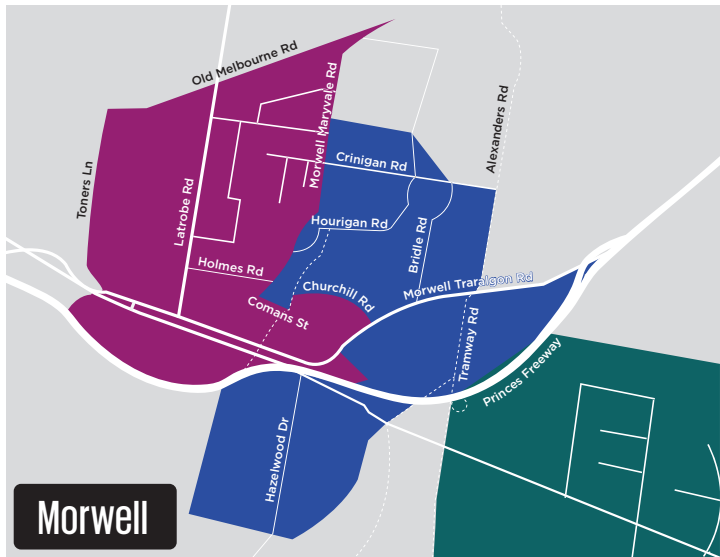 Old Melbourne Rd
Morwell Maryvale Rd
Alexanders Rd
Crinigan Rd
Toners Ln
Latrobe Rd
Hourigan Rd
Bridle Rd
Holmes Rd
Churchill Rd
Morwell Traralgon Rd
Comans St
Tramway Rd
Princes Freeway
Hazelwood Dr
Morwell